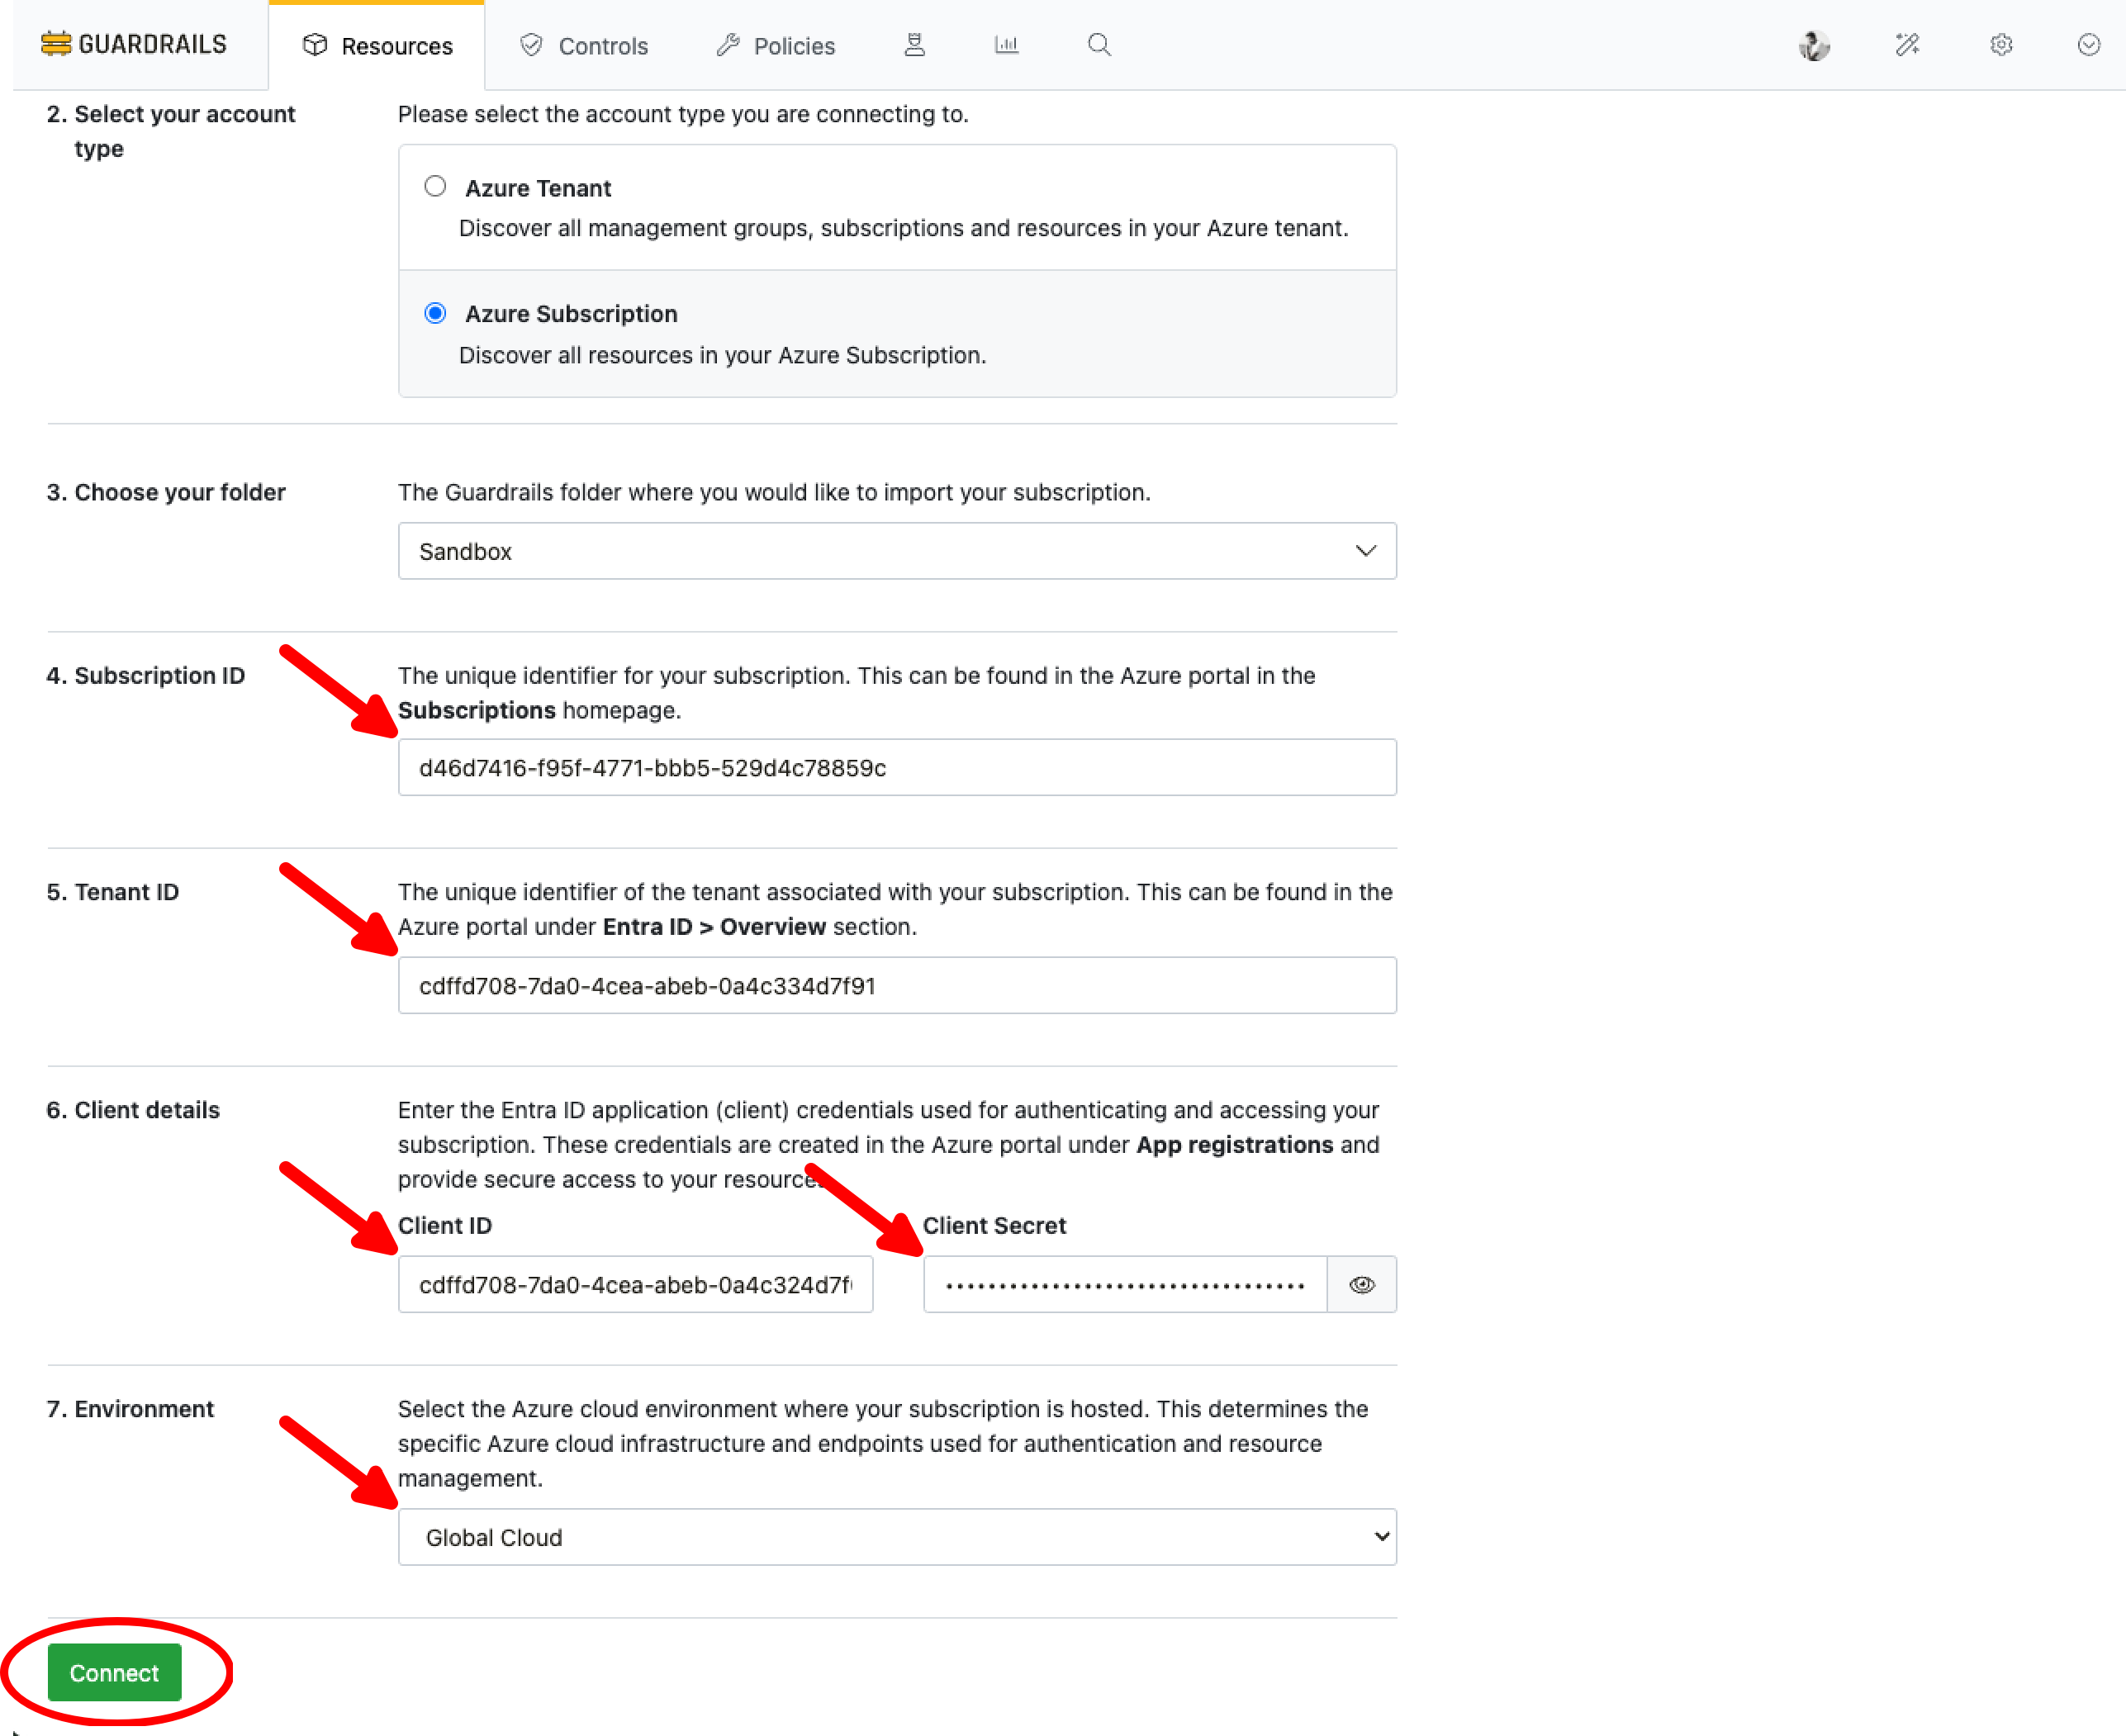 GUARDRAILS Resources Controls Policies
2. Select your account type
Please select the account type you are connecting to.
Azure Tenant
Discover all management groups, subscriptions and resources in your Azure tenant.
Azure Subscription
Discover all resources in your Azure Subscription.
3. Choose your folder
The Guardrails folder where you would like to import your subscription.
Sandbox
4. Subscription ID
The unique identifier for your subscription. This can be found in the Azure portal in the
Subscriptions homepage.
d46d7416-f95f-4771-bbb5-529d4c78859c
5. Tenant ID
The unique identifier of the tenant associated with your subscription. This can be found in the
Azure portal under Entra ID > Overview section.
cdffd708-7da0-4cea-abeb-0a4c334d7f91
6. Client details
Enter the Entra ID application (client) credentials used for authenticating and accessing your
subscription. These credentials are created in the Azure portal under App registrations and
provide secure access to your resources
Client ID
Client Secret
cdffd708-7da0-4cea-abeb-0a4c324d7f
••••••••••••••••••••••••••••••••••
7. Environment
Select the Azure cloud environment where your subscription is hosted. This determines the
specific Azure cloud infrastructure and endpoints used for authentication and resource
management.
Global Cloud
Connect